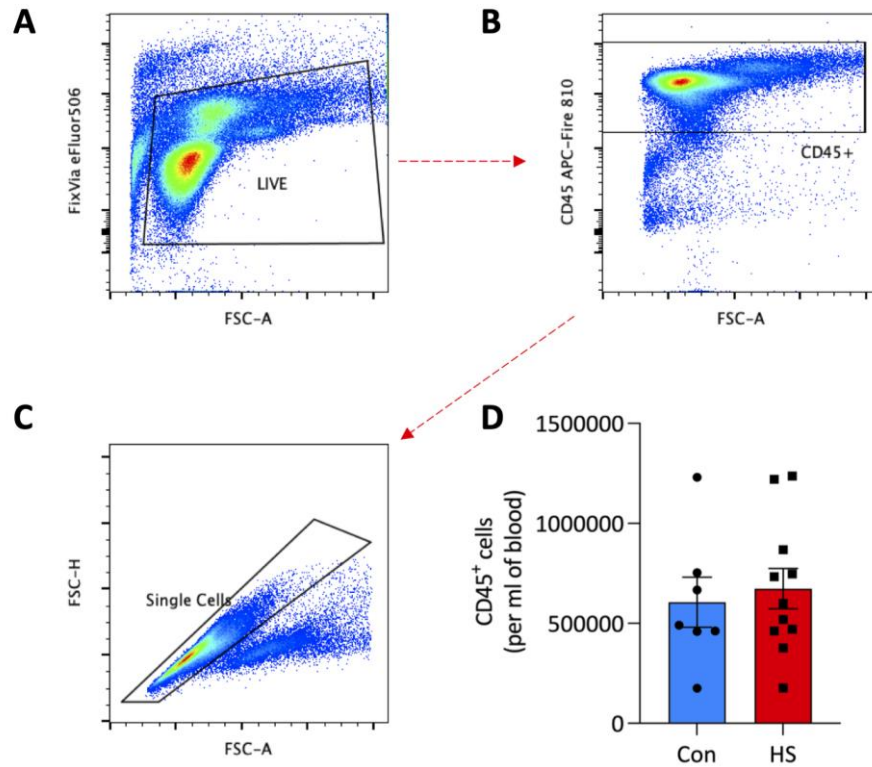 A
FixVia eFluor506
LIVE
FSC-A
B
CD45 APC-Fire 810
CD45+
FSC-A
C
FSC-H
Single Cells
FSC-A
D
CD45⁺ cells
(per ml of blood)
1500000
1000000
500000
0
Con HS